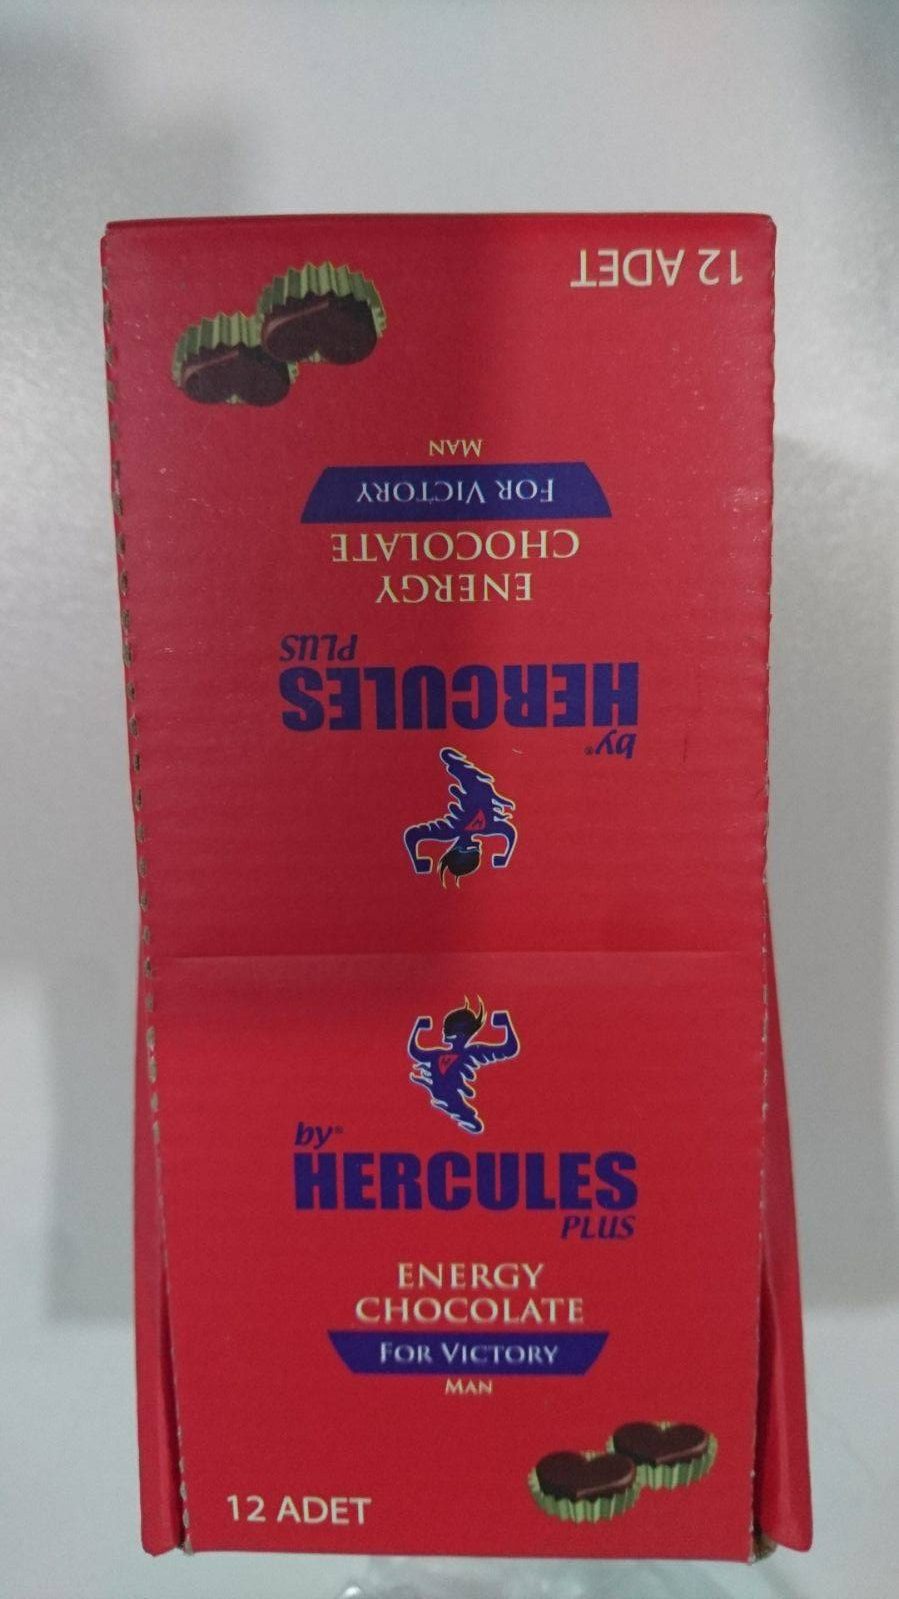 12 ADET
MAN
FOR VICTORY
ENERGY
CHOCOLATE
by®
HERCULES
PLUS
by®
HERCULES
PLUS
ENERGY
CHOCOLATE
FOR VICTORY
MAN
12 ADET